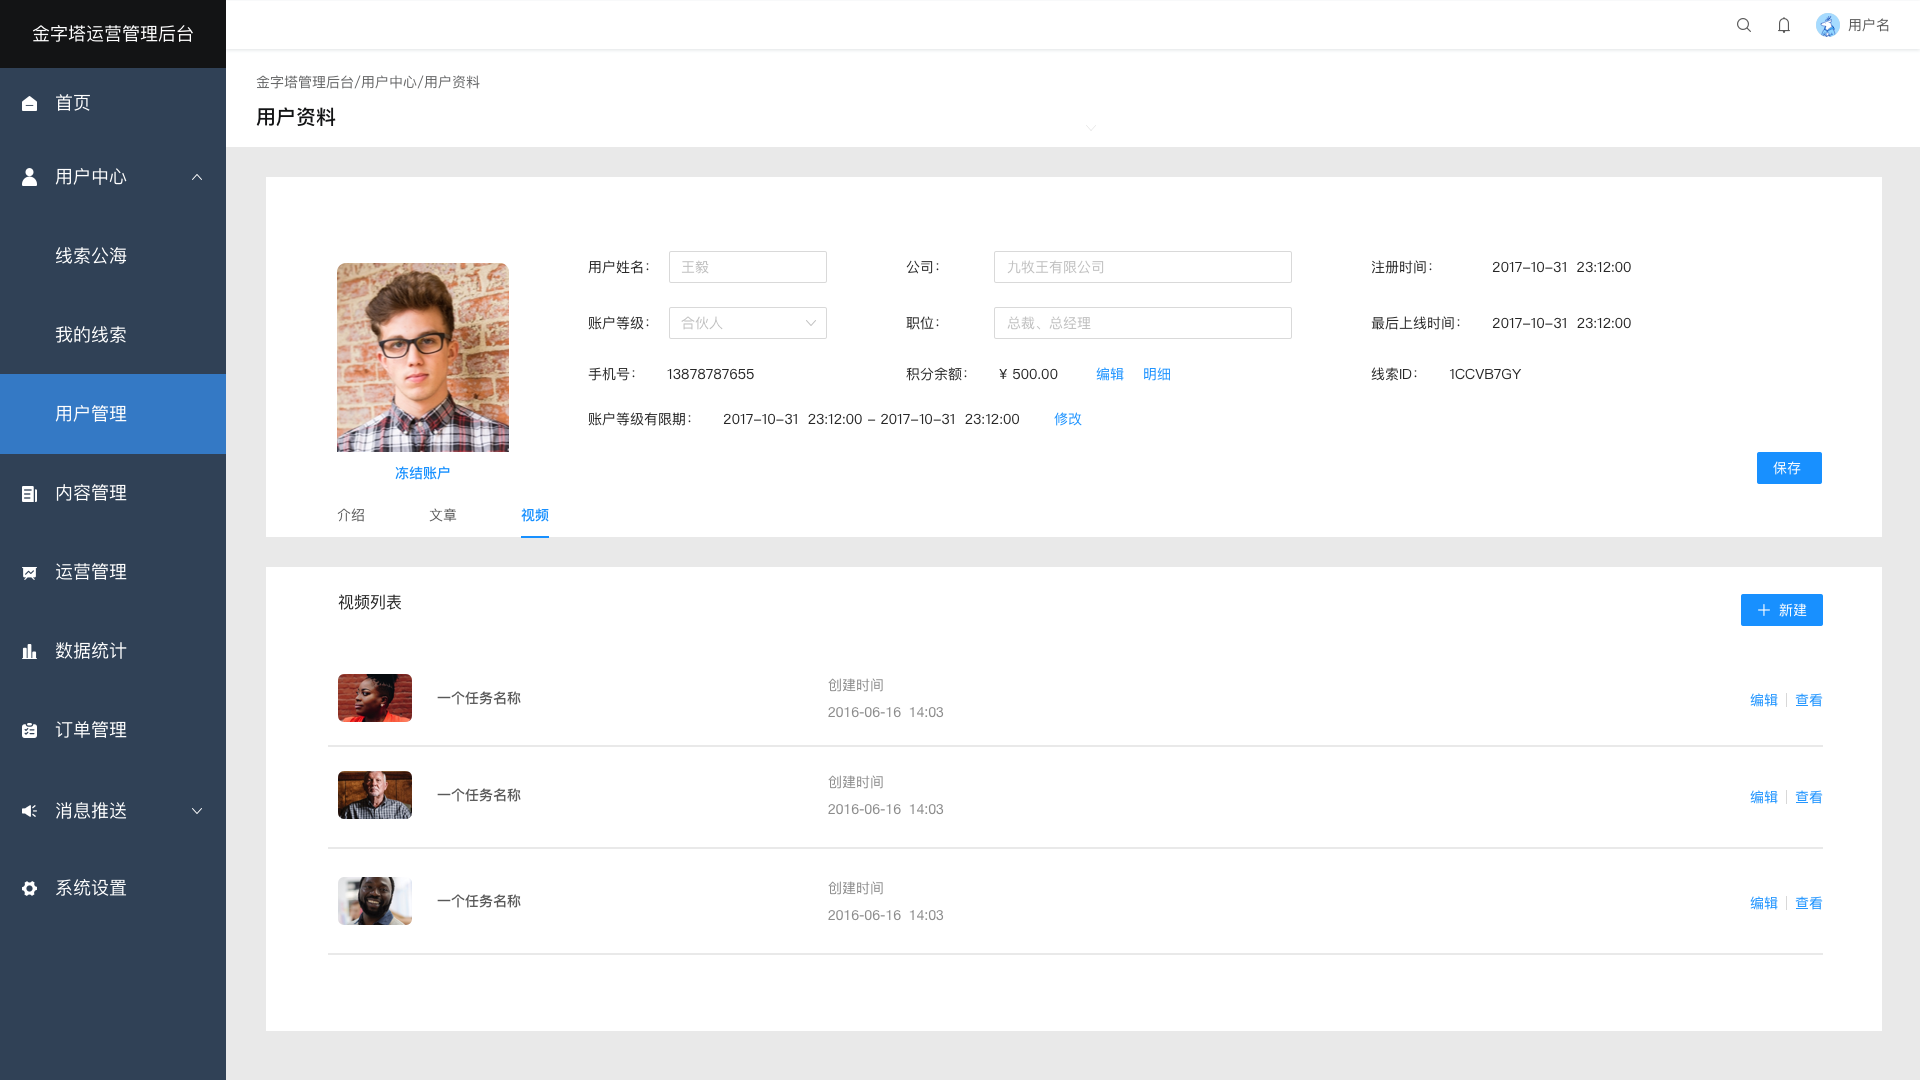 金字塔运营管理后台
用户名
首页
用户中心
线索公海
我的线索
用户管理
内容管理
运营管理
数据统计
订单管理
消息推送
系统设置
金字塔管理后台/用户中心/用户资料
用户资料
用户姓名： 王毅 公司： 九牧王有限公司 注册时间： 2017-10-31 23:12:00
账户等级： 合伙人 职位： 总裁、总经理 最后上线时间： 2017-10-31 23:12:00
手机号： 13878787655 积分余额： ¥ 500.00 编辑 明细 线索ID： 1CCVB7GY
账户等级有限期： 2017-10-31 23:12:00 - 2017-10-31 23:12:00 修改
冻结账户
保存
介绍 文章 视频
视频列表
新建
一个任务名称
创建时间
2016-06-16 14:03
编辑 查看
一个任务名称
创建时间
2016-06-16 14:03
编辑 查看
一个任务名称
创建时间
2016-06-16 14:03
编辑 查看